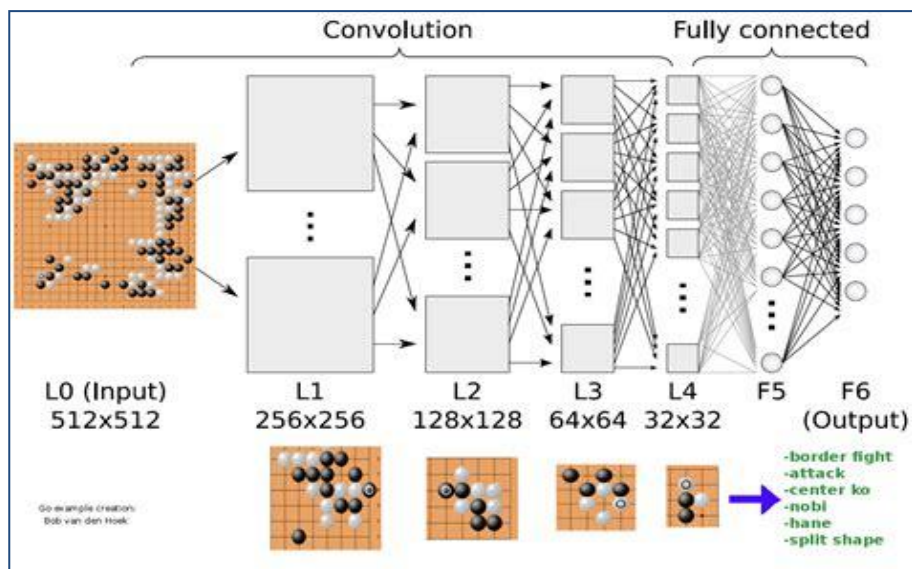 Convolution
Fully connected
L0 (Input)
512x512
L1
256x256
L2
128x128
L3
64x64
L4
32x32
F5
F6
(Output)
-border fight
-attack
-center ko
-nobi
-hane
-split shape
Go example creation:
Bob van den Hoek